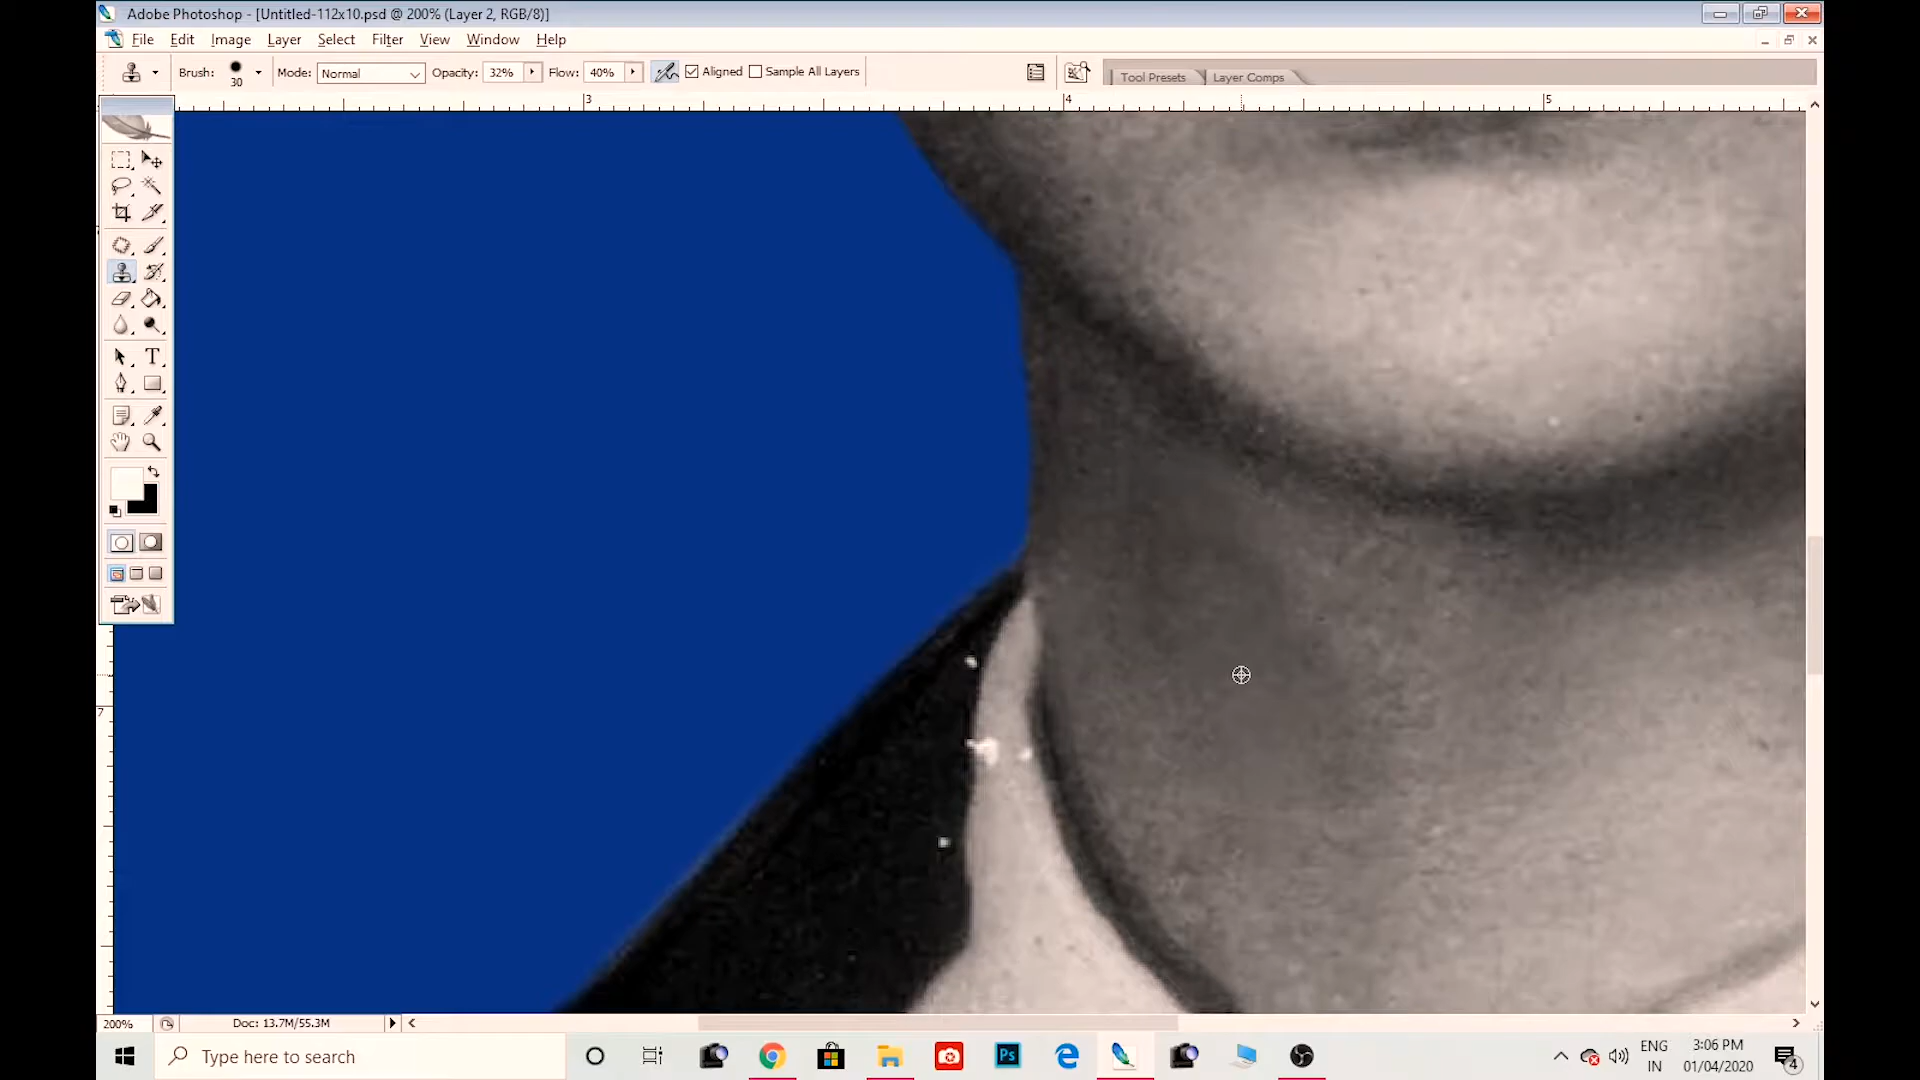 Adobe Photoshop - [Untitled-112x10.psd @ 200% (Layer 2, RGB/8)]
File Edit Image Layer Select Filter View Window Help
Brush: 30 Mode: Normal Opacity: 32% Flow: 40% Aligned Sample All Layers Tool Presets Layer Comps
3 4 5
7
T
200% Doc: 13.7M/55.3M
Type here to search Ps ENG 3:06 PM
IN 01/04/2020 4